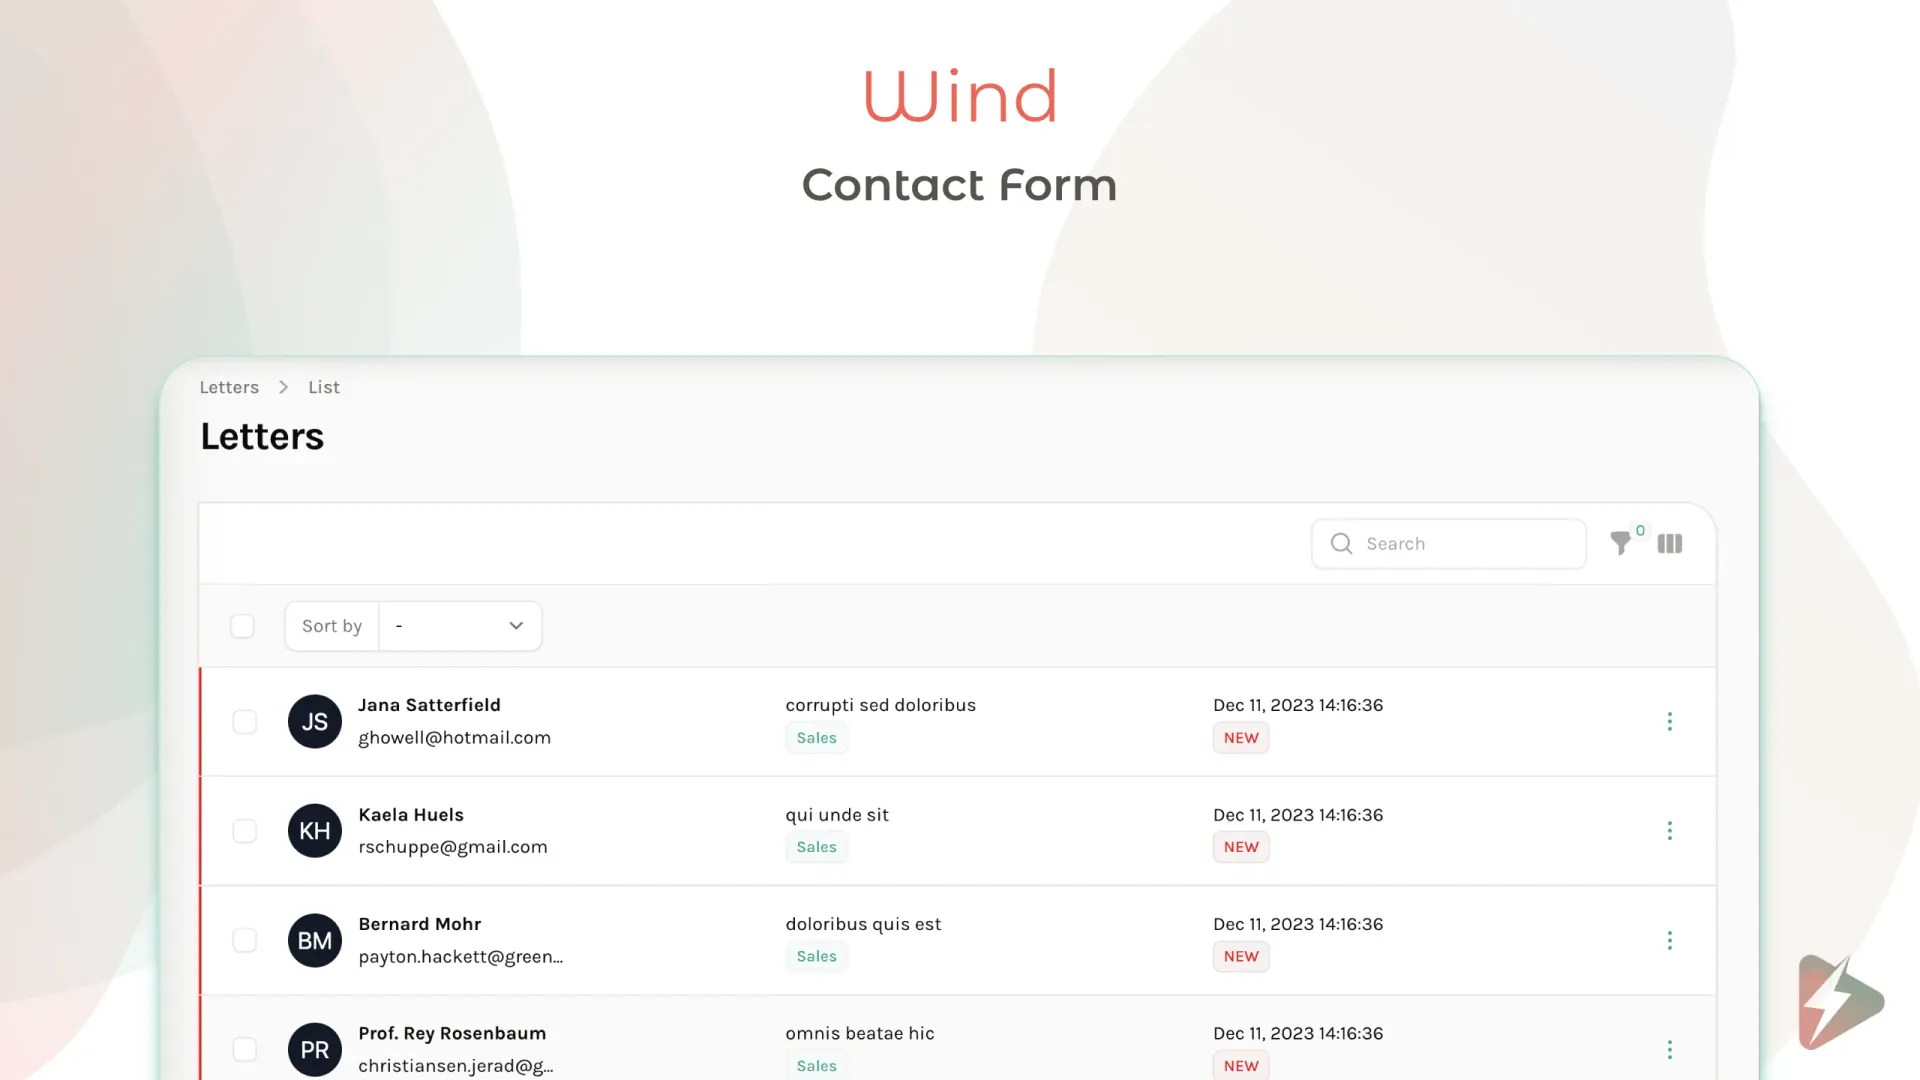 Wind
Contact Form
Letters > List
Letters
Search
0
Sort by -
JS
Jana Satterfield
ghowell@hotmail.com
corrupti sed doloribus
Sales
Dec 11, 2023 14:16:36
NEW
KH
Kaela Huels
rschuppe@gmail.com
qui unde sit
Sales
Dec 11, 2023 14:16:36
NEW
BM
Bernard Mohr
payton.hackett@green...
doloribus quis est
Sales
Dec 11, 2023 14:16:36
NEW
PR
Prof. Rey Rosenbaum
christiansen.jerad@g...
omnis beatae hic
Sales
Dec 11, 2023 14:16:36
NEW